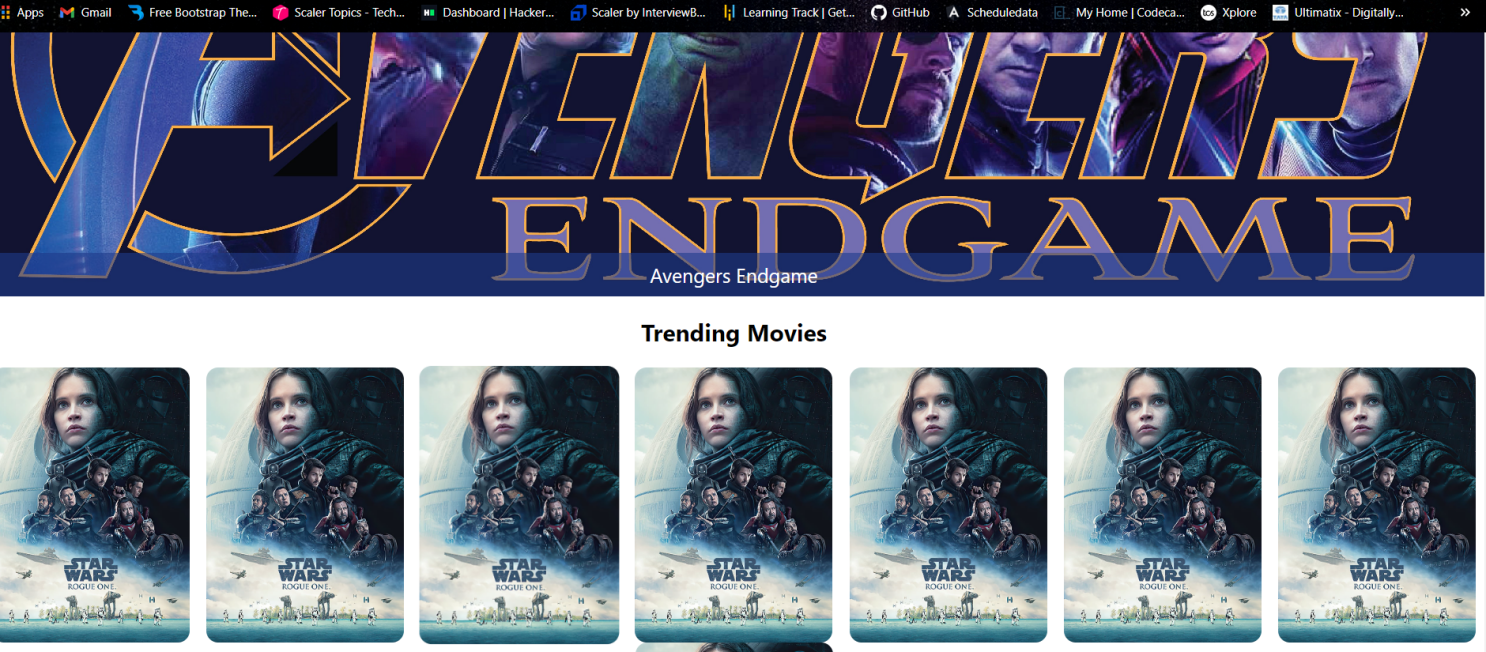 Apps Gmail Free Bootstrap The... Scaler Topics - Tech... Dashboard | Hacker... Scaler by InterviewB... Learning Track | Get... GitHub Scheduledata My Home | Codeca... Xplore Ultimatix - Digitally... »
AVENGERS
ENDGAME
Avengers Endgame
Trending Movies
STAR WARS ROGUE ONE.
STAR WARS ROGUE ONE.
STAR WARS ROGUE ONE.
STAR WARS ROGUE ONE.
STAR WARS ROGUE ONE.
STAR WARS ROGUE ONE.
STAR WARS ROGUE ONE.